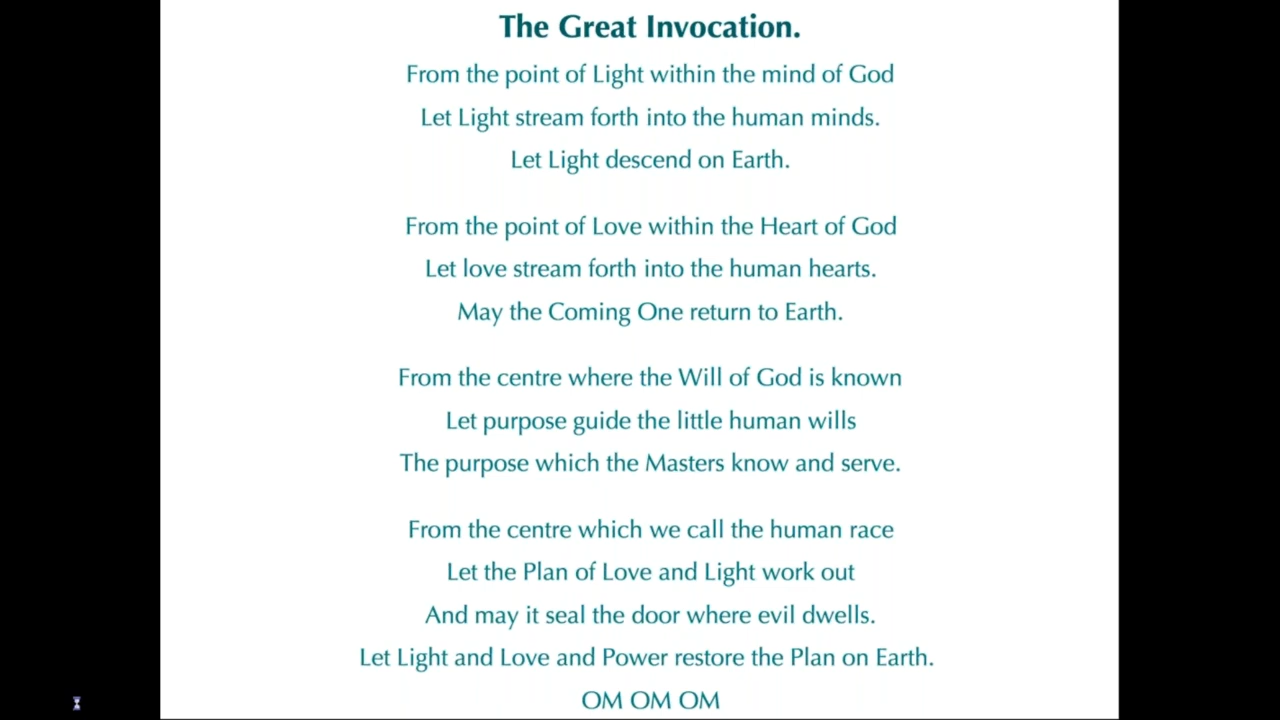 The Great Invocation.
From the point of Light within the mind of God
Let Light stream forth into the human minds.
Let Light descend on Earth.
From the point of Love within the Heart of God
Let love stream forth into the human hearts.
May the Coming One return to Earth.
From the centre where the Will of God is known
Let purpose guide the little human wills
The purpose which the Masters know and serve.
From the centre which we call the human race
Let the Plan of Love and Light work out
And may it seal the door where evil dwells.
Let Light and Love and Power restore the Plan on Earth.
OM OM OM